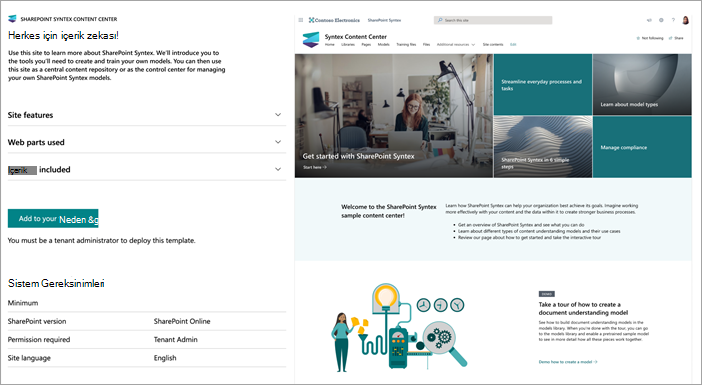 SHAREPOINT SYNTEX CONTENT CENTER
Herkes için içerik zekası!
Use this site to learn more about SharePoint Syntex. We'll introduce you to
the tools you'll need to create and train your own models. You can then use
this site as a central content repository or as the control center for managing
your own SharePoint Syntex models.
Site features
Web parts used
İçerik included
Add to your Neden &g
You must be a tenant administrator to deploy this template.
Sistem Gereksinimleri
Minimum
SharePoint version SharePoint Online
Permission required Tenant Admin
Site language English
Contoso Electronics SharePoint Syntex
Search this site
Syntex Content Center
Home Libraries Pages Models Training files Files Additional resources Site contents Edit
Not following Share
Get started with SharePoint Syntex
Start here →
Streamline everyday processes and
tasks
Learn about model types
SharePoint Syntex in 6 simple
steps
Manage compliance
Welcome to the SharePoint Syntex
sample content center!
Learn how SharePoint Syntex can help your organization best achieve its goals. Imagine working
more effectively with your content and the data within it to create stronger business processes.
• Get an overview of SharePoint Syntex and see what you can do
• Learn about different types of content understanding models and their use cases
• Review our page about how to get started and take the interactive tour
Take a tour of how to create a
document understanding model
See how to build document understanding models in the
models library. When you're done with the tour, you can go
to the models library and enable a pretrained sample model
to see in more detail how all these pieces work together.
Demo how to create a model →